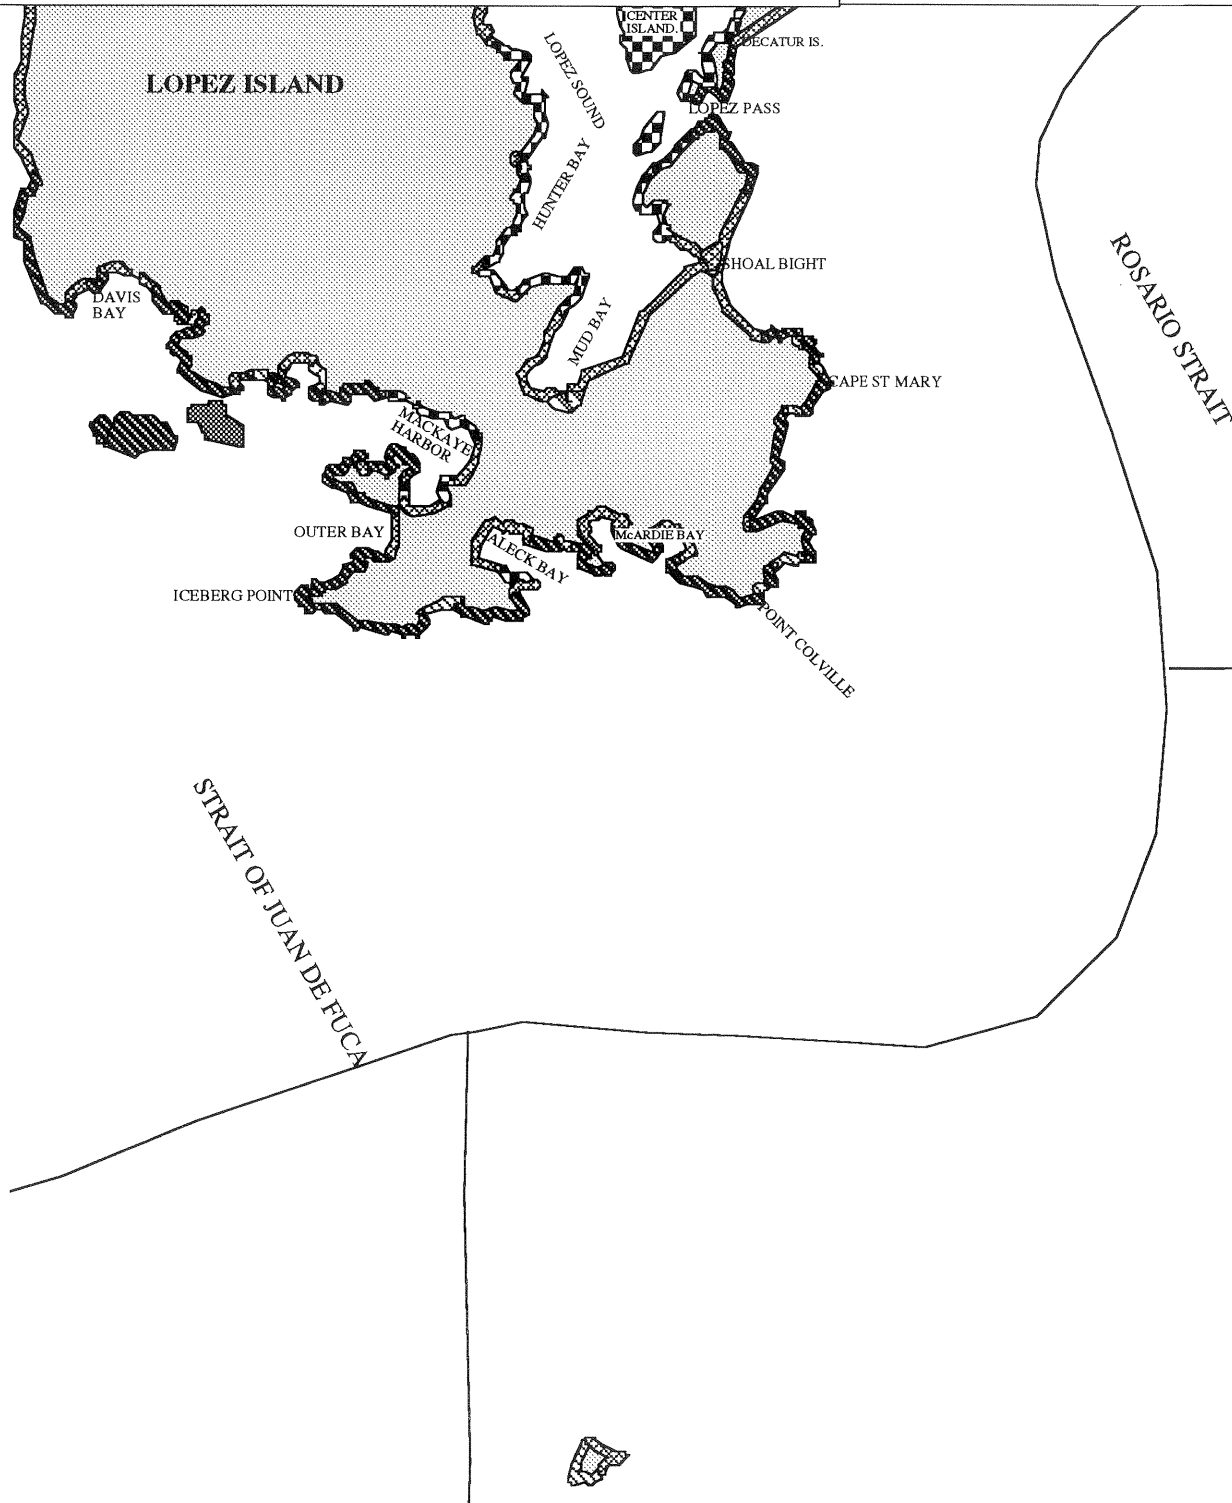 CENTER
ISLAND.
DECATUR IS.
LOPEZ SOUND
LOPEZ ISLAND
LOPEZ PASS
HUNTER BAY
SHOAL BIGHT
ROSARIO STRAIT
DAVIS
BAY
MUD BAY
CAPE ST MARY
MACKAYE
HARBOR
OUTER BAY
McARDIE BAY
ALECK BAY
ICEBERG POINT
POINT COLVILLE
STRAIT OF JUAN DE FUCA